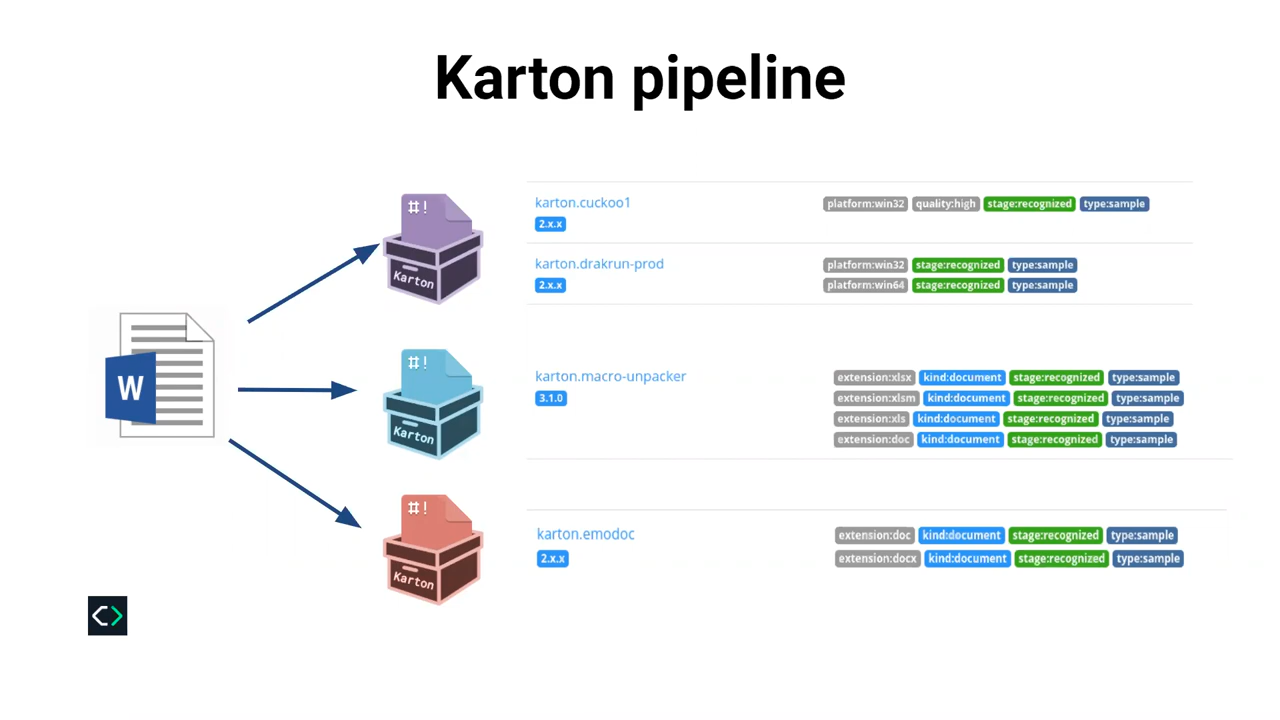 Karton pipeline
#!
Karton
karton.cuckoo1
2.x.x
platform:win32 quality:high stage:recognized type:sample
karton.drakrun-prod
2.x.x
platform:win32 stage:recognized type:sample
platform:win64 stage:recognized type:sample
W
#!
Karton
karton.macro-unpacker
3.1.0
extension:xlsx kind:document stage:recognized type:sample
extension:xlsm kind:document stage:recognized type:sample
extension:xls kind:document stage:recognized type:sample
extension:doc kind:document stage:recognized type:sample
#!
Karton
karton.emodoc
2.x.x
extension:doc kind:document stage:recognized type:sample
extension:docx kind:document stage:recognized type:sample